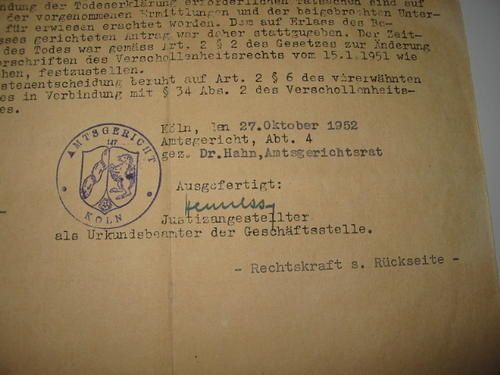 ndung der Todeserklärung erforderlichen Tatsachen sind auf
der vorgenommenen Ermittlungen und der beigebrachten Unter-
für erwiesen erachtet worden. Dem auf Erlass des Be-
sses gerichteten Antrag war daher stattzugeben. Der Zeit-
des Todes war gemäss Art. 2 § 2 des Gesetzes zur Änderung
orschriften des Verschollenheitsrechts vom 15.1.1951 wie
hen, festzustellen.
stenentscheidung beruht auf Art. 2 § 6 des vorerwähnten
es in Verbindung mit § 34 Abs. 2 des Verschollenheits-
es.
Köln, den 27.Oktober 1952
Amtsgericht, Abt. 4
gez. Dr.Hahn,Amtsgerichtsrat
AMTSGERICHT
147
KÖLN
Ausgefertigt:
Justizangestellter
als Urkundsbeamter der Geschäftsstelle.
- Rechtskraft s. Rückseite -